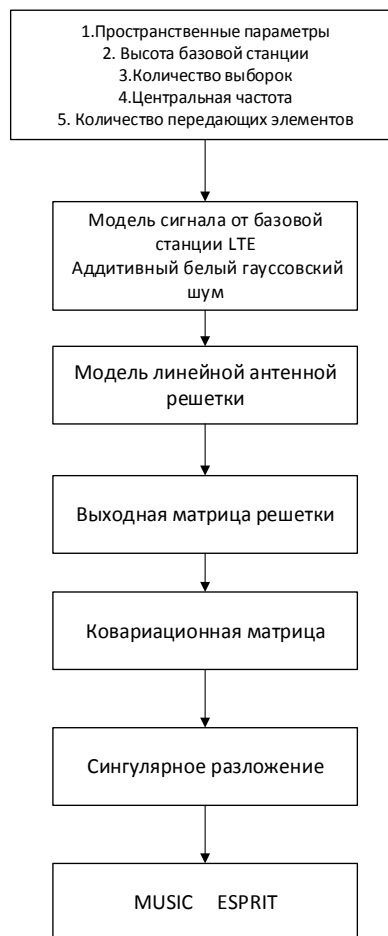 1.Пространственные параметры
2. Высота базовой станции
3.Количество выборок
4.Центральная частота
5. Количество передающих элементов
Модель сигнала от базовой
станции LTE
Аддитивный белый гауссовский
шум
Модель линейной антенной
решетки
Выходная матрица решетки
Ковариационная матрица
Сингулярное разложение
MUSIC ESPRIT